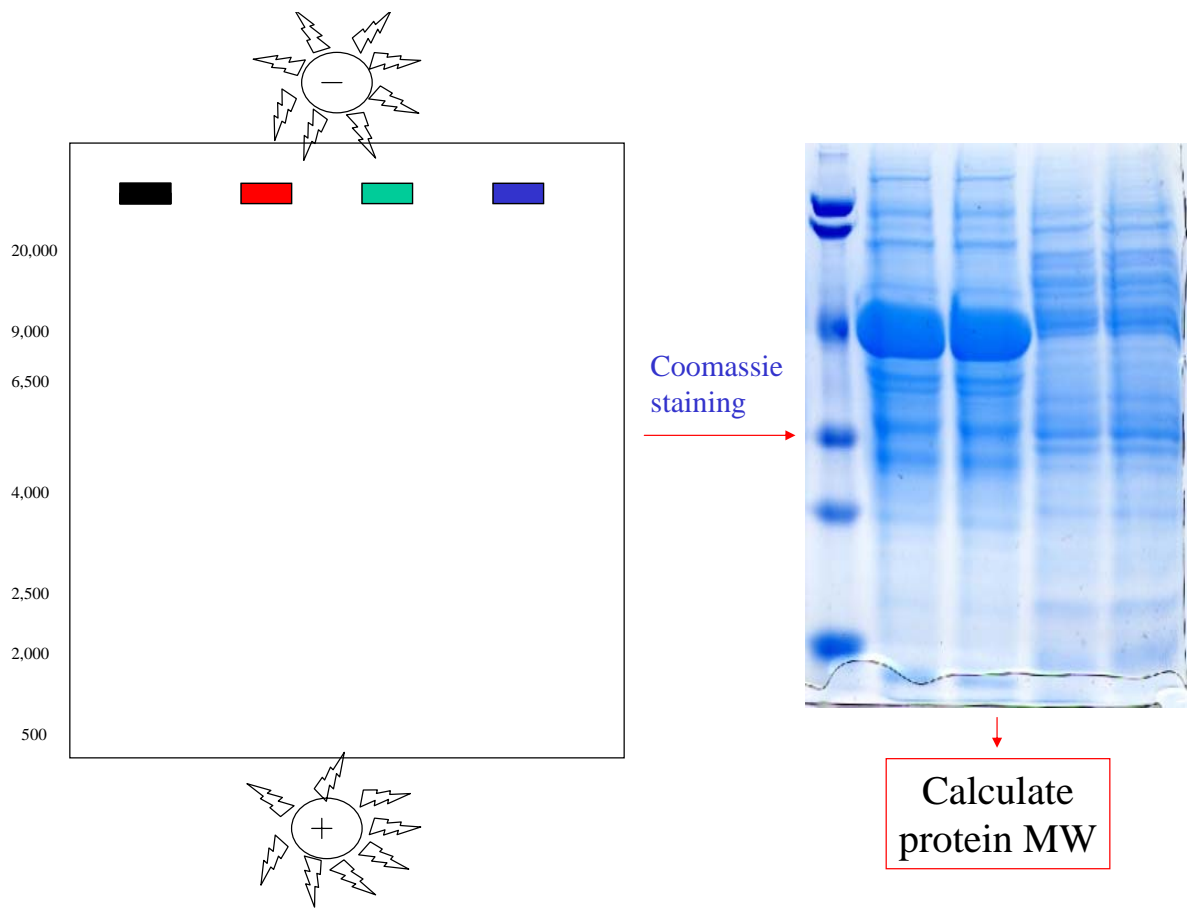 −
20,000
9,000
6,500
4,000
2,500
2,000
500
+
Coomassie
staining
Calculate
protein MW